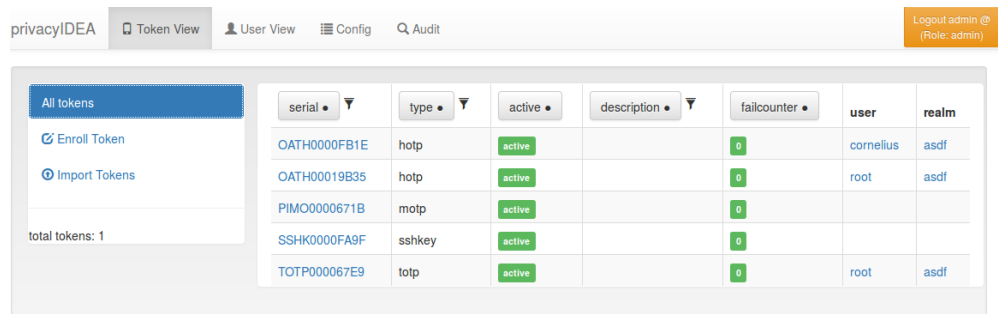 privacyIDEA Token View User View Config Audit Logout admin @
(Role: admin)
All tokens
Enroll Token
Import Tokens
total tokens: 1
serial ● type ● active ● description ● failcounter ● user realm
OATH0000FB1E hotp active 0 cornelius asdf
OATH00019B35 hotp active 0 root asdf
PIMO0000671B motp active 0
SSHK0000FA9F sshkey active 0
TOTP000067E9 totp active 0 root asdf